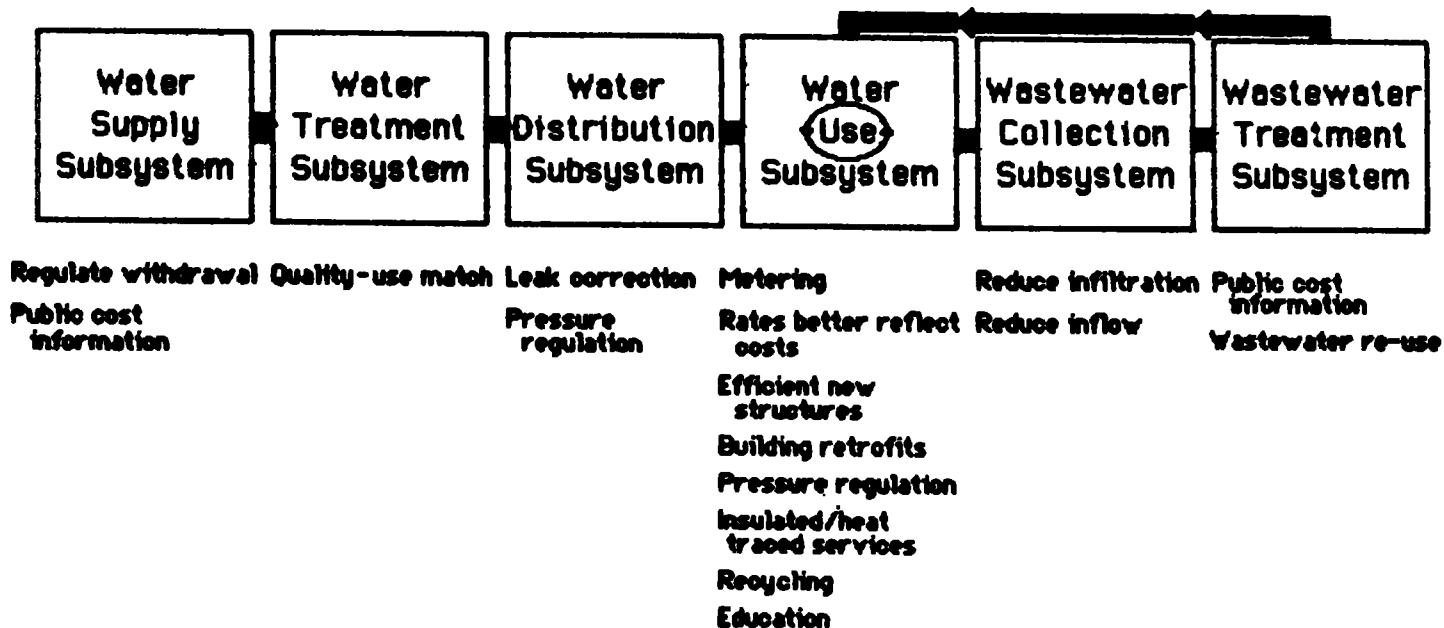 Water
Supply
Subsystem
Water
Treatment
Subsystem
Water
Distribution
Subsystem
Water
Use
Subsystem
Wastewater
Collection
Subsystem
Wastewater
Treatment
Subsystem
Regulate withdrawal
Public cost
information
Quality-use match
Leak correction
Pressure
regulation
Metering
Rates better reflect
costs
Efficient new
structures
Building retrofits
Pressure regulation
Insulated/heat
traced services
Recycling
Education
Reduce infiltration
Reduce inflow
Public cost
information
Wastewater re-use